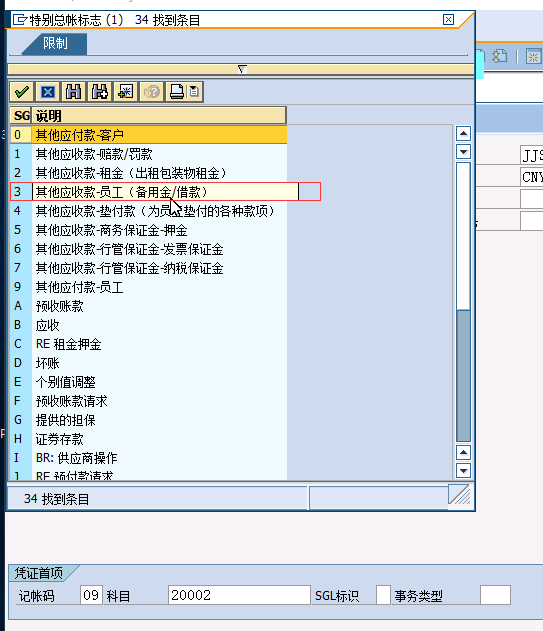 特别总帐标志 (1)   34 找到条目
限制
SG 说明
0 其他应付款-客户
1 其他应收款-赔款/罚款
2 其他应收款-租金（出租包装物租金）
3 其他应收款-员工（备用金/借款）
4 其他应收款-垫付款（为员工垫付的各种款项）
5 其他应收款-商务保证金-押金
6 其他应收款-行管保证金-发票保证金
7 其他应收款-行管保证金-纳税保证金
9 其他应付款-员工
A 预收账款
B 应收
C RE 租金押金
D 坏账
E 个别值调整
F 预收账款请求
G 提供的担保
H 证券存款
I BR: 供应商操作
J RE 预付款请求
34 找到条目
JJS
CNY
凭证首项
记帐码 09 科目 20002 SGL标识 事务类型